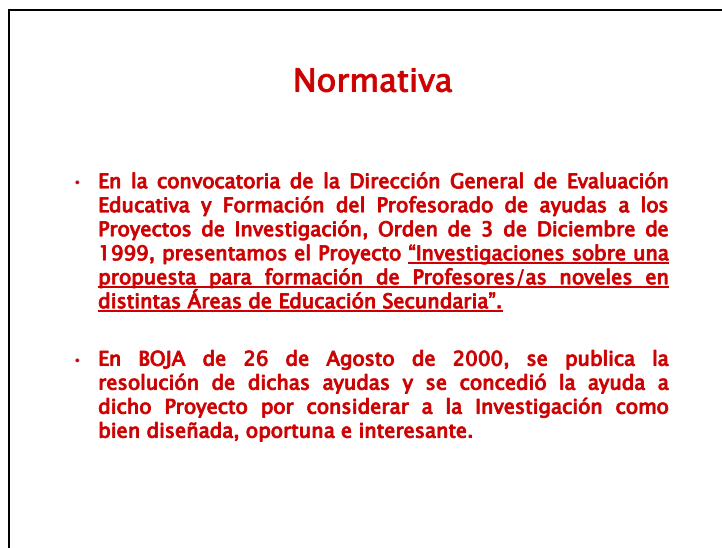 Normativa
• En la convocatoria de la Dirección General de Evaluación
Educativa y Formación del Profesorado de ayudas a los
Proyectos de Investigación, Orden de 3 de Diciembre de
1999, presentamos el Proyecto “Investigaciones sobre una
propuesta para formación de Profesores/as noveles en
distintas Áreas de Educación Secundaria”.
• En BOJA de 26 de Agosto de 2000, se publica la
resolución de dichas ayudas y se concedió la ayuda a
dicho Proyecto por considerar a la Investigación como
bien diseñada, oportuna e interesante.